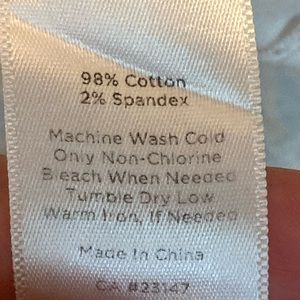 98% Cotton
2% Spandex
Machine Wash Cold
Only Non-Chlorine
Bleach When Needed
Tumble Dry Low
Warm Iron, If Needed
Made In China
CA #23147